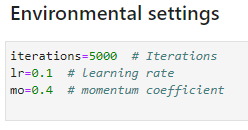 Environmental settings
iterations=5000  # Iterations
lr=0.1  # learning rate
mo=0.4  # momentum coefficient